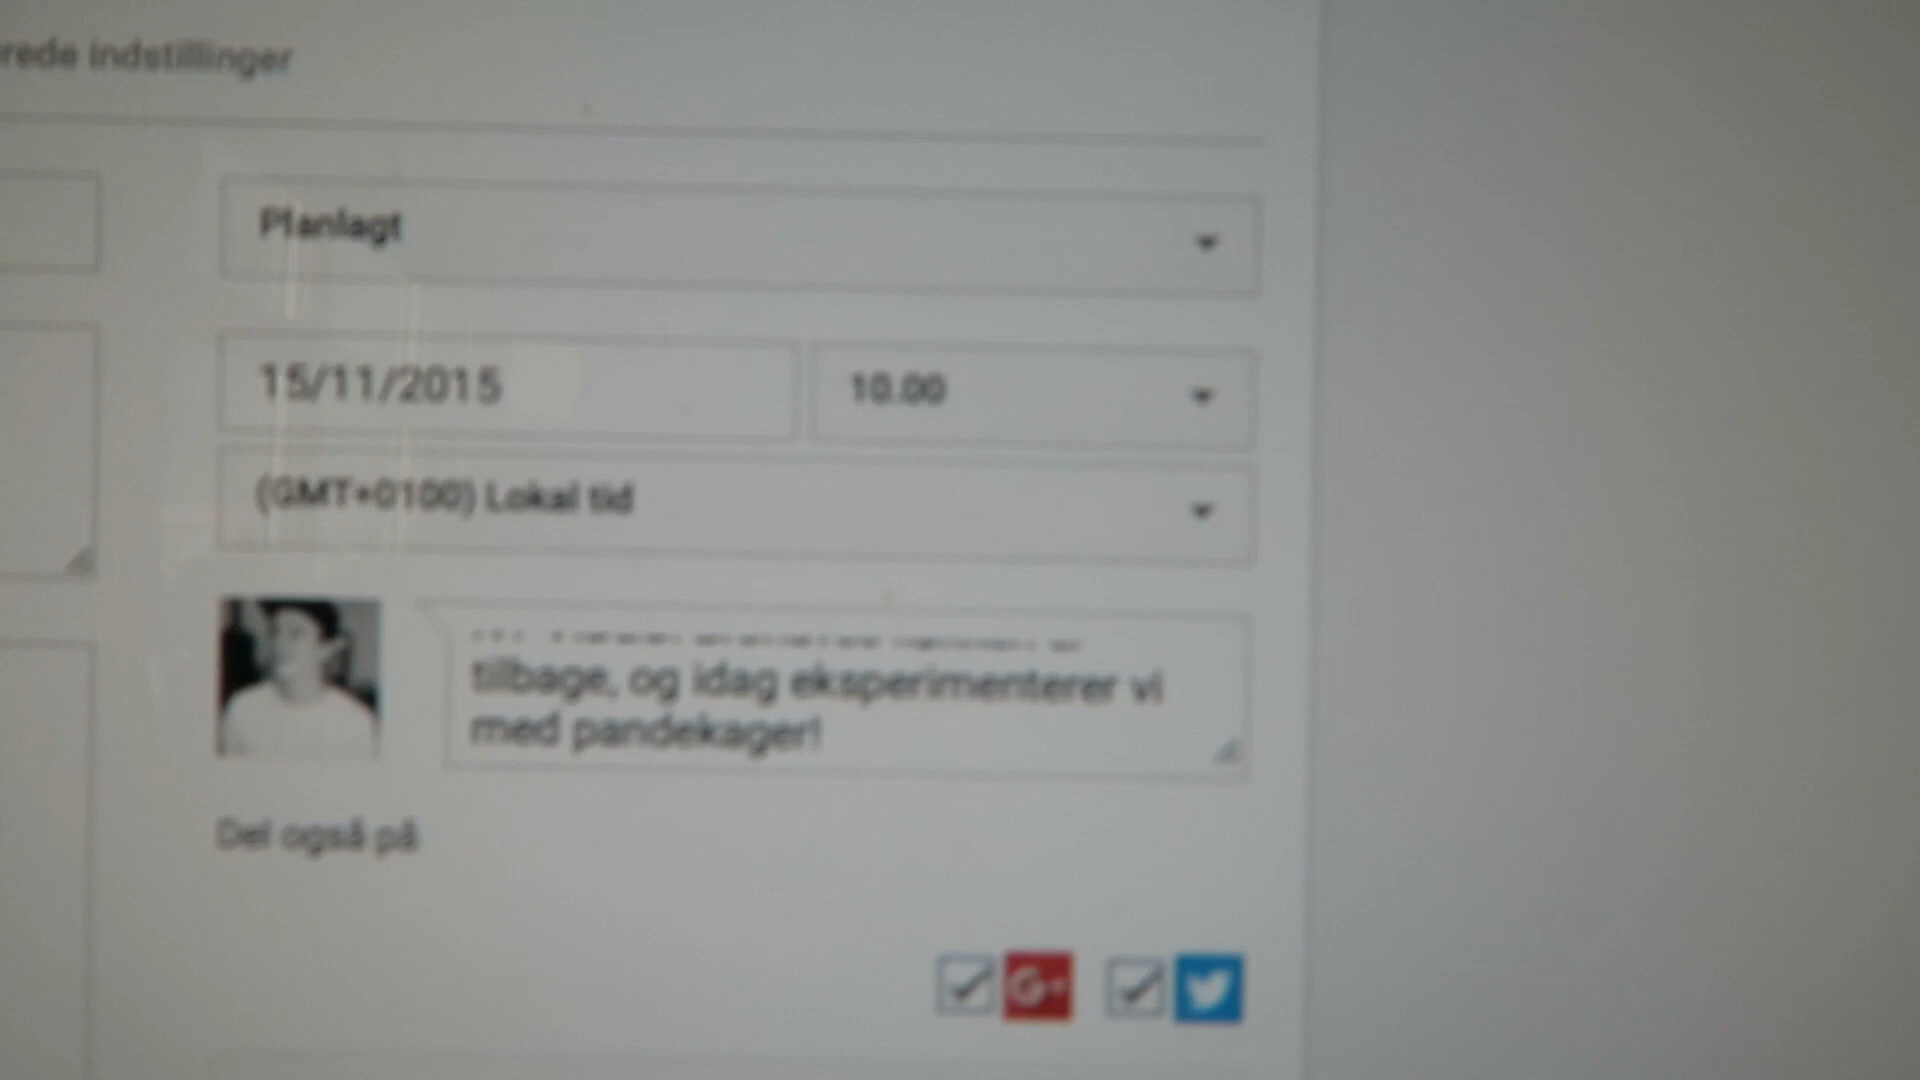 indstillinger
Planlagt
15/11/2015
10.00
(GMT+0100) Lokal tid
tilbage, og idag eksperimenterer vi
med pandekager!
Del også på
G+